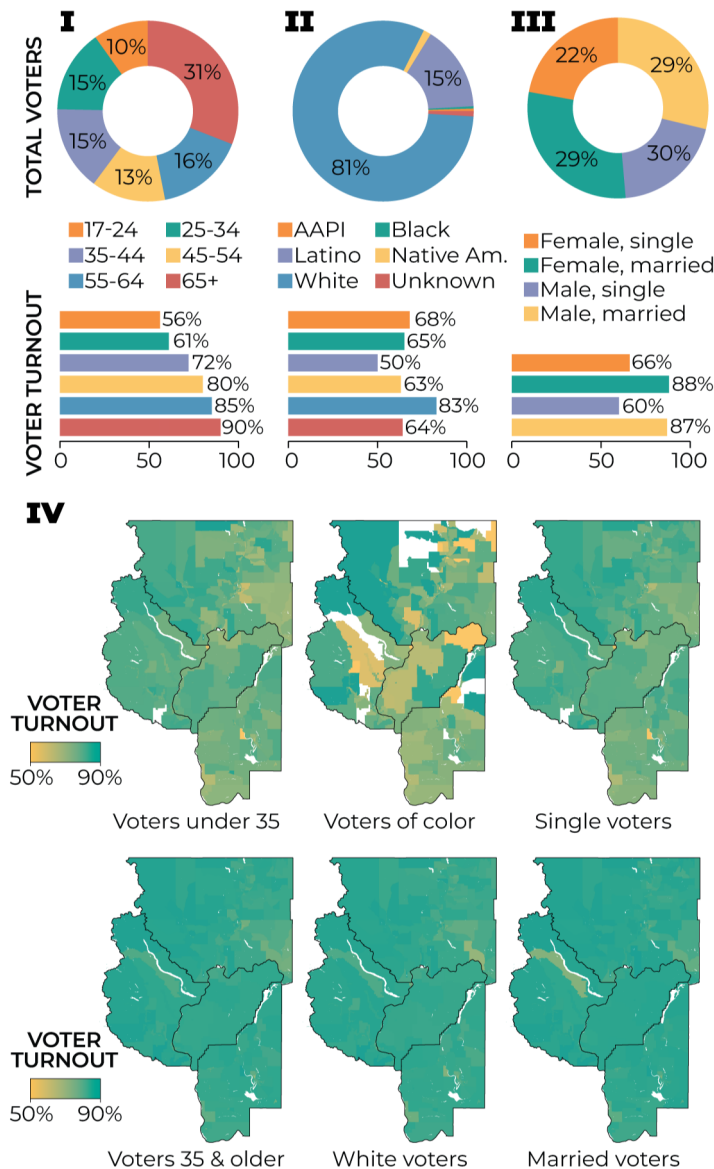 I
II
III
TOTAL VOTERS
10%
31%
15%
15%
13%
16%
15%
81%
22%
29%
29%
30%
17-24
25-34
35-44
45-54
55-64
65+
AAPI
Black
Latino
Native Am.
White
Unknown
Female, single
Female, married
Male, single
Male, married
VOTER TURNOUT
56%
61%
72%
80%
85%
90%
0 50 100
68%
65%
50%
63%
83%
64%
0 50 100
66%
88%
60%
87%
0 50 100
IV
VOTER
TURNOUT
50% 90%
Voters under 35
Voters of color
Single voters
VOTER
TURNOUT
50% 90%
Voters 35 & older
White voters
Married voters